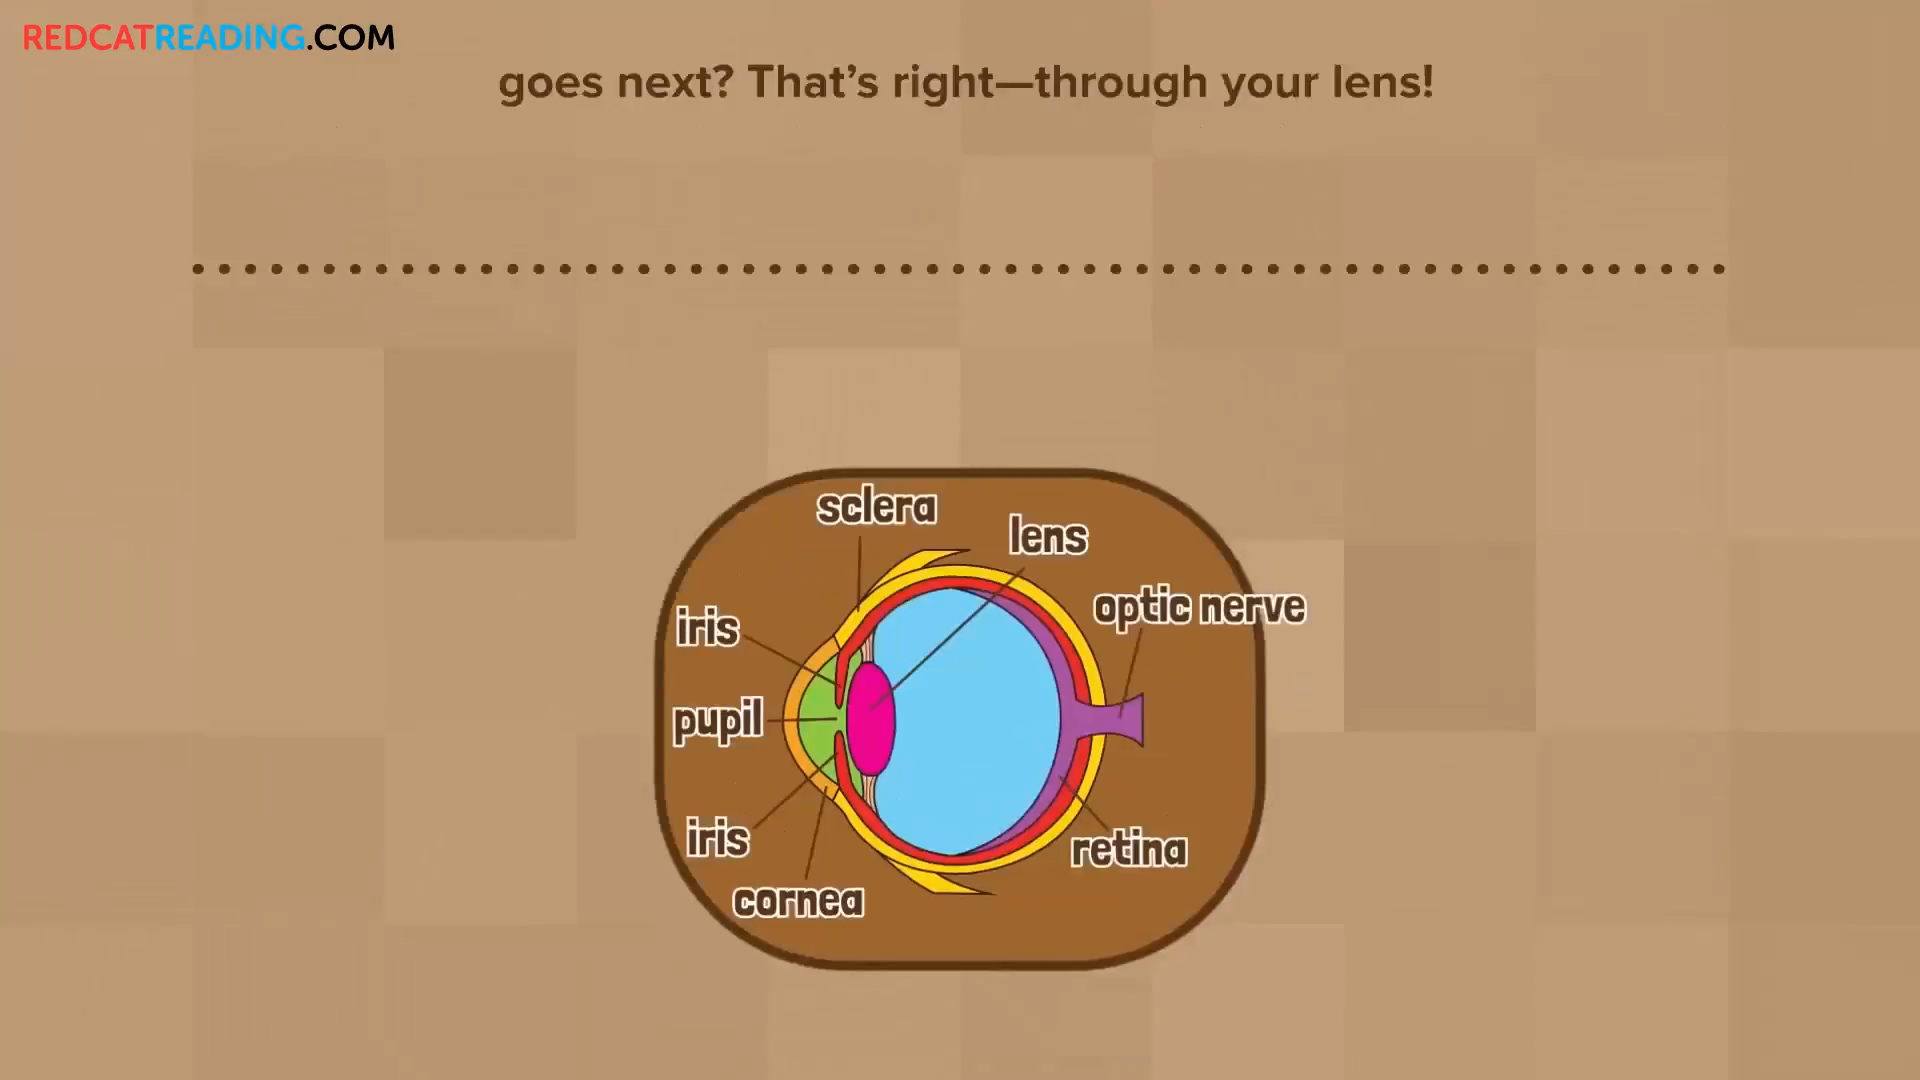 REDCATREADING.COM
goes next? That's right—through your lens!
sclera
lens
optic nerve
iris
pupil
iris
retina
cornea